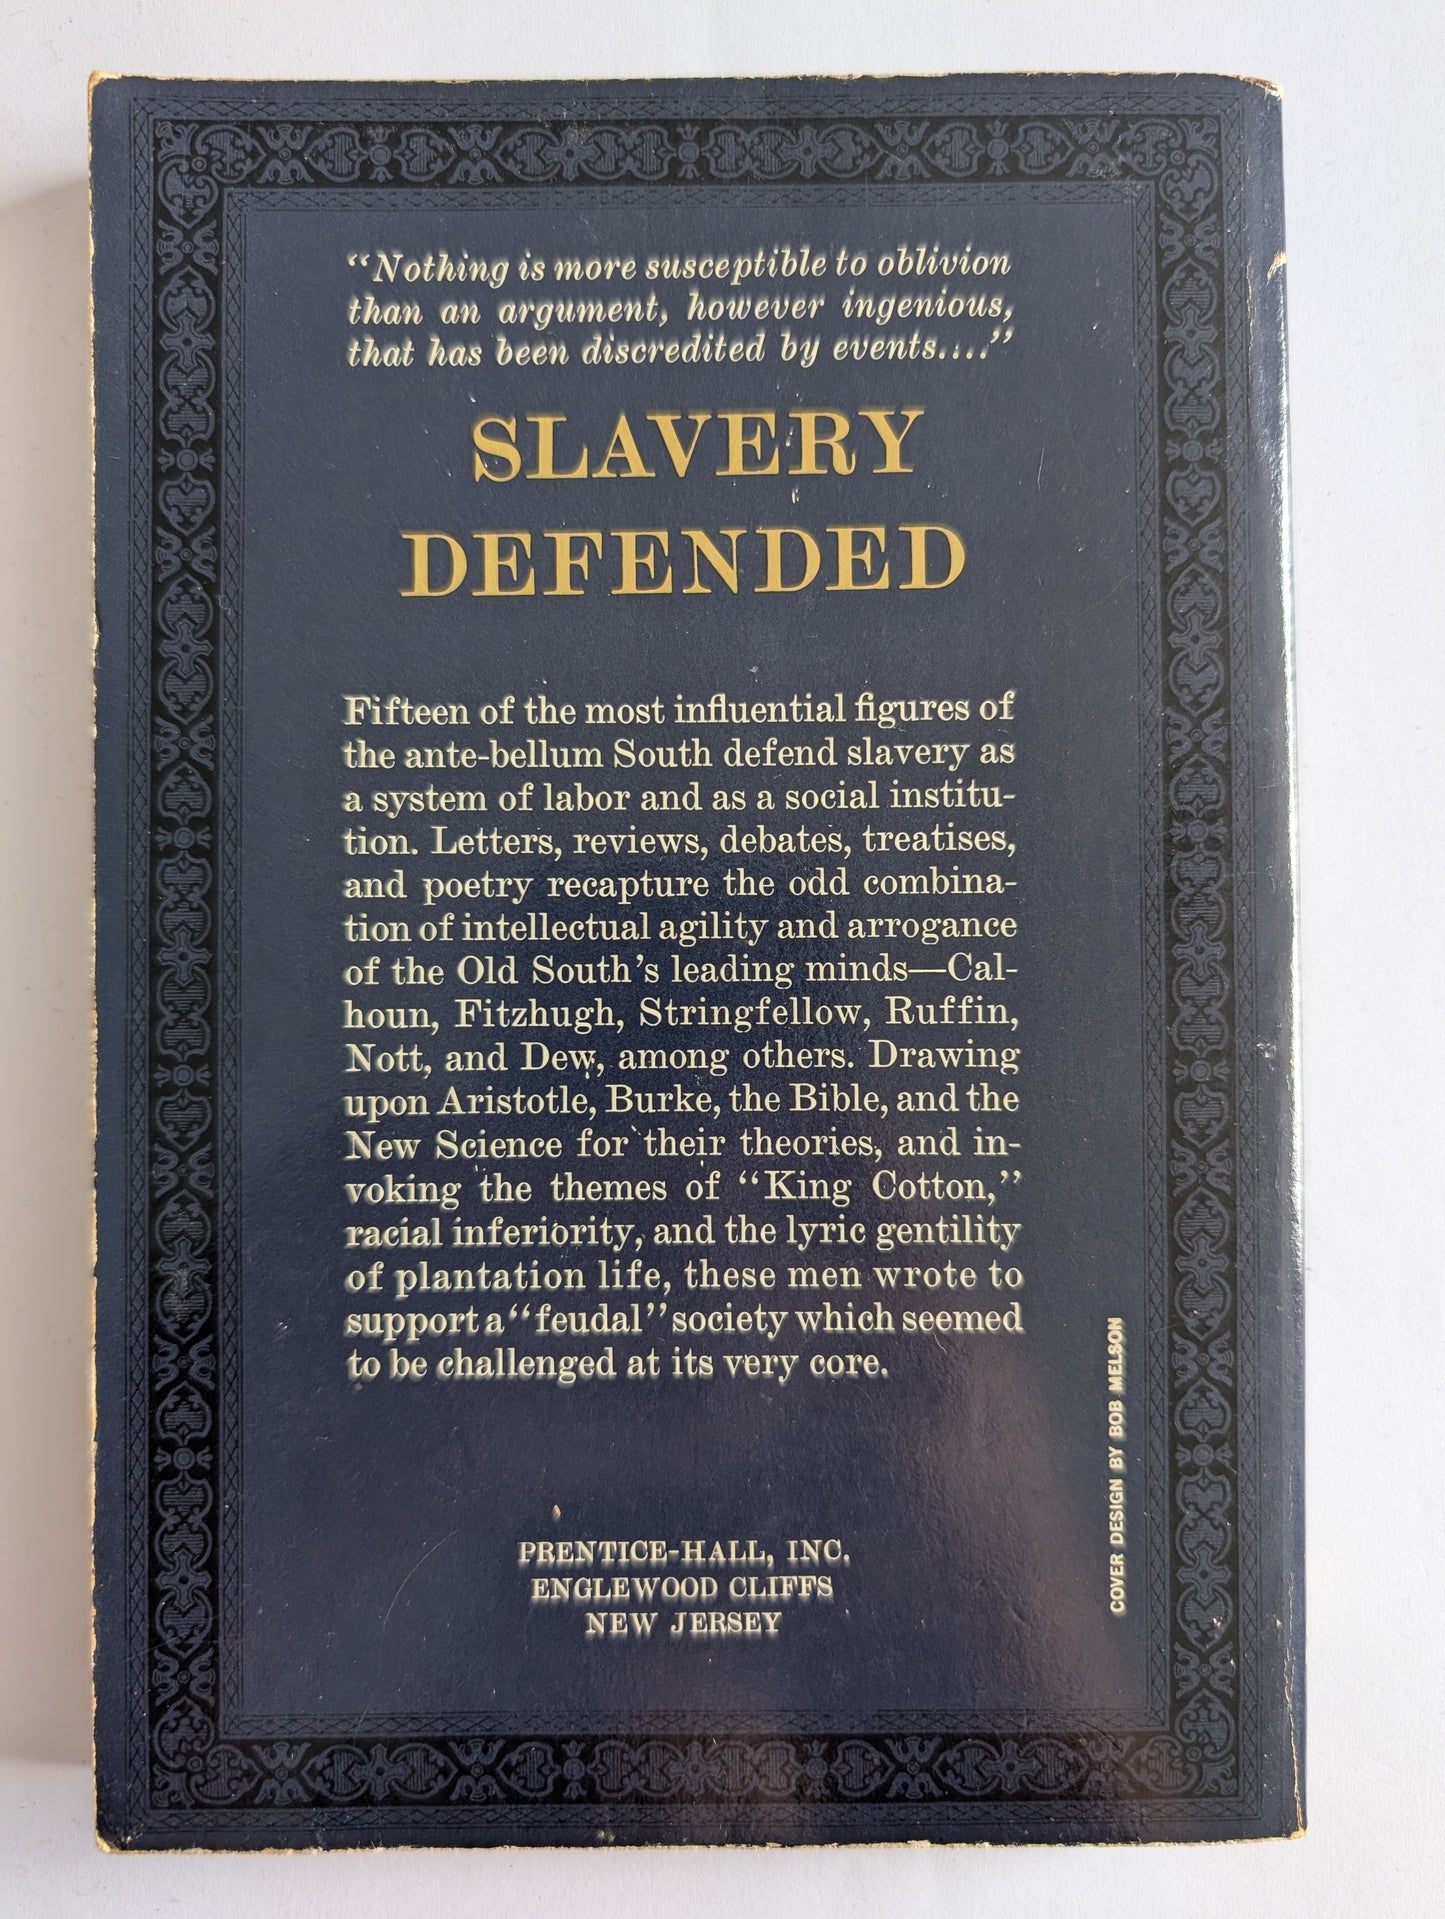 “Nothing is more susceptible to oblivion
than an argument, however ingenious,
that has been discredited by events....”
SLAVERY
DEFENDED
Fifteen of the most influential figures of
the ante-bellum South defend slavery as
a system of labor and as a social institu-
tion. Letters, reviews, debates, treatises,
and poetry recapture the odd combina-
tion of intellectual agility and arrogance
of the Old South’s leading minds—Cal-
houn, Fitzhugh, Stringfellow, Ruffin,
Nott, and Dew, among others. Drawing
upon Aristotle, Burke, the Bible, and the
New Science for their theories, and in-
voking the themes of “King Cotton,”
racial inferiority, and the lyric gentility
of plantation life, these men wrote to
support a “feudal” society which seemed
to be challenged at its very core.
COVER DESIGN BY BOB MELSON
PRENTICE-HALL, INC.
ENGLEWOOD CLIFFS
NEW JERSEY